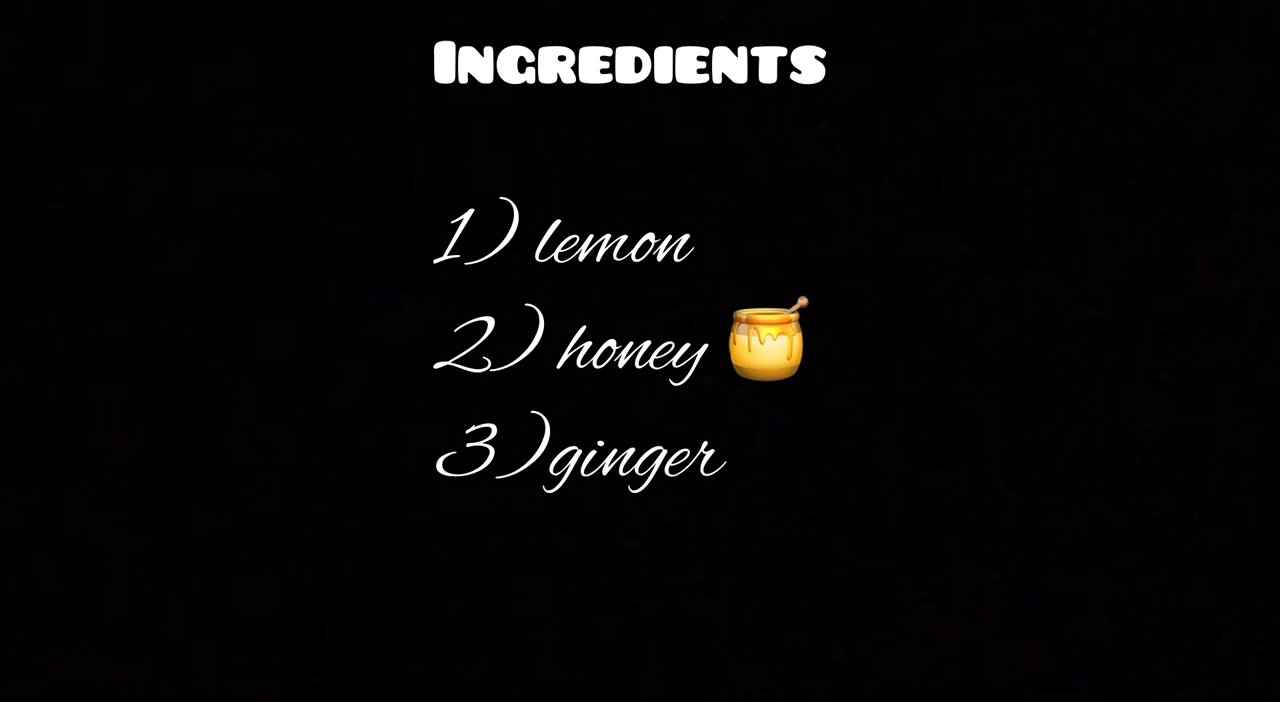 INGREDIENTS
1) lemon
2) honey 🍯
3)ginger